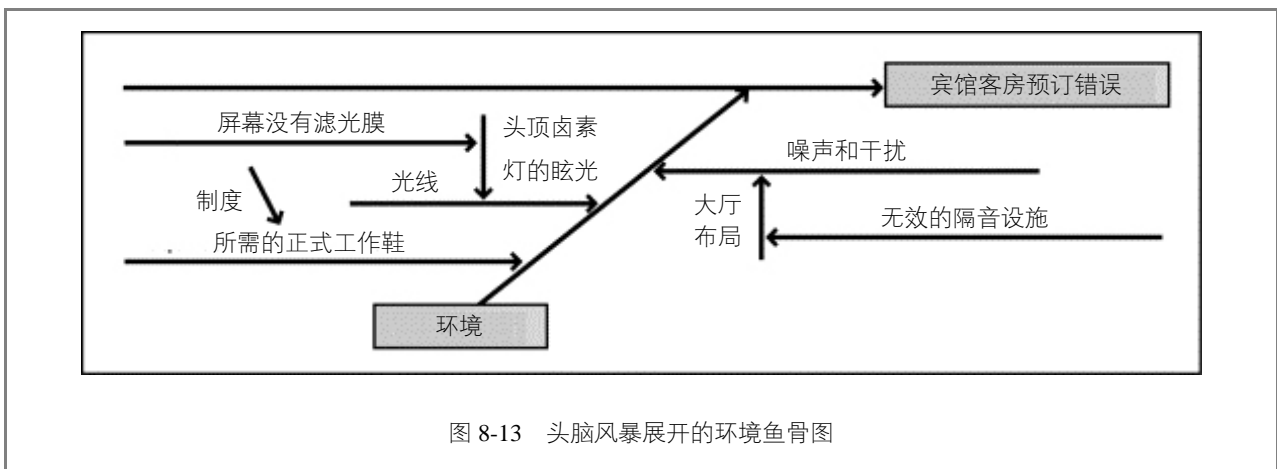 宾馆客房预订错误
屏幕没有滤光膜
头顶卤素
灯的眩光
噪声和干扰
制度
光线
大厅
布局
无效的隔音设施
所需的正式工作鞋
环境
图 8-13 头脑风暴展开的环境鱼骨图